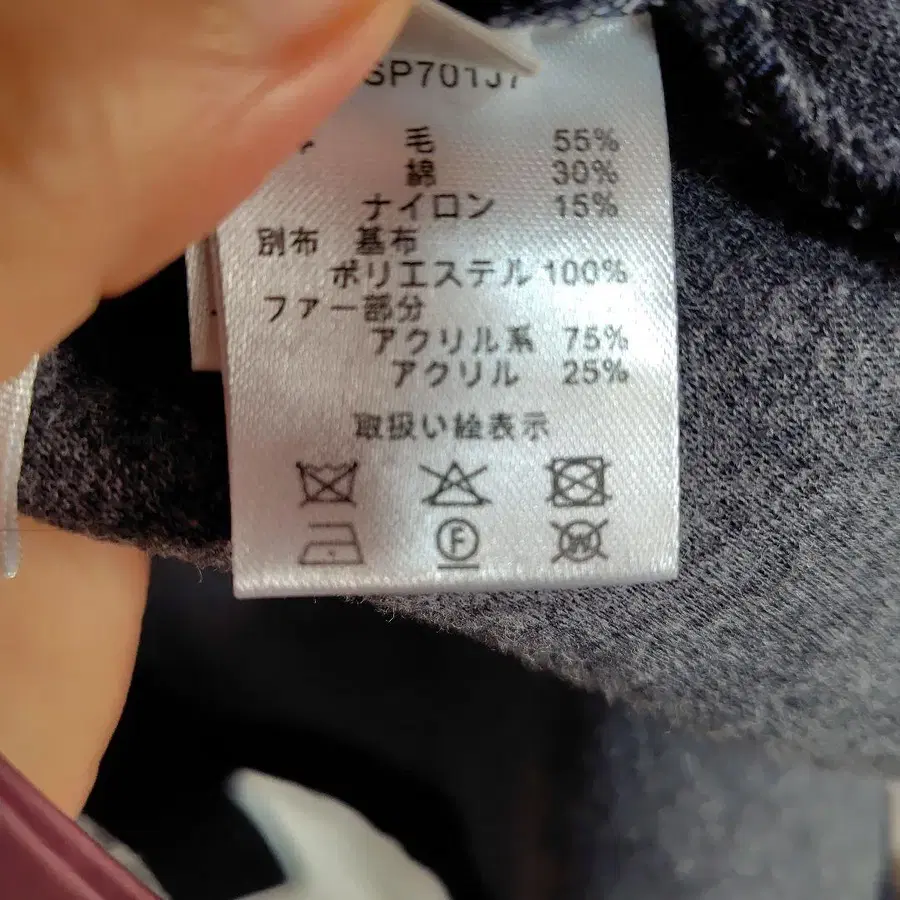 毛 55%
綿 30%
ナイロン 15%
別布 基布
ポリエステル 100%
ファー部分
アクリル系 75%
アクリル 25%
取扱い絵表示
F
W